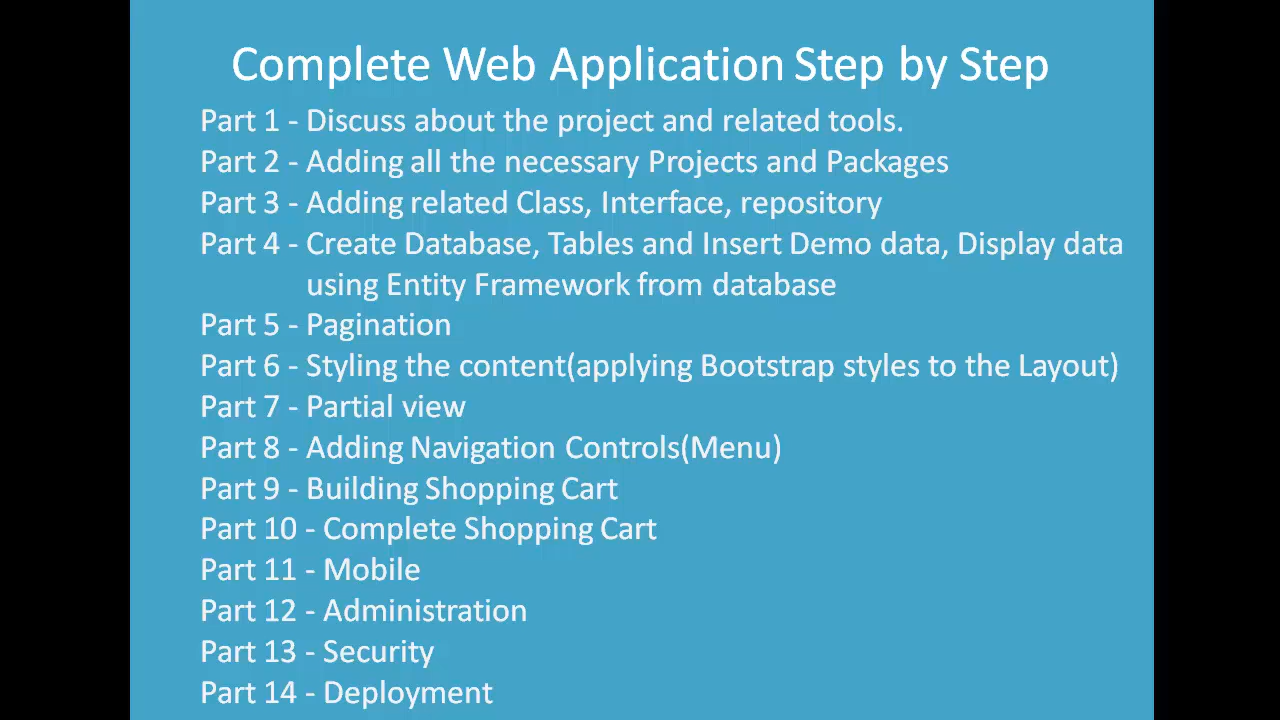 Complete Web Application Step by Step
Part 1 - Discuss about the project and related tools.
Part 2 - Adding all the necessary Projects and Packages
Part 3 - Adding related Class, Interface, repository
Part 4 - Create Database, Tables and Insert Demo data, Display data
using Entity Framework from database
Part 5 - Pagination
Part 6 - Styling the content(applying Bootstrap styles to the Layout)
Part 7 - Partial view
Part 8 - Adding Navigation Controls(Menu)
Part 9 - Building Shopping Cart
Part 10 - Complete Shopping Cart
Part 11 - Mobile
Part 12 - Administration
Part 13 - Security
Part 14 - Deployment